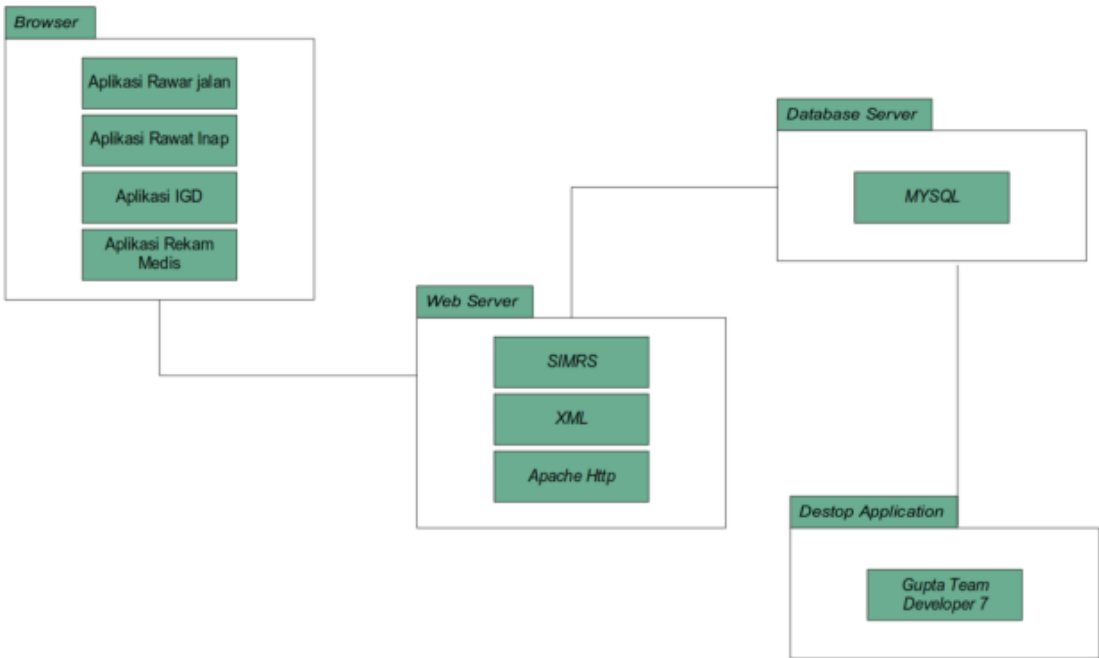 Browser
Aplikasi Rawar jalan
Aplikasi Rawat Inap
Aplikasi IGD
Aplikasi Rekam
Medis
Web Server
SIMRS
XML
Apache Http
Database Server
MYSQL
Destop Application
Gupta Team
Developer 7